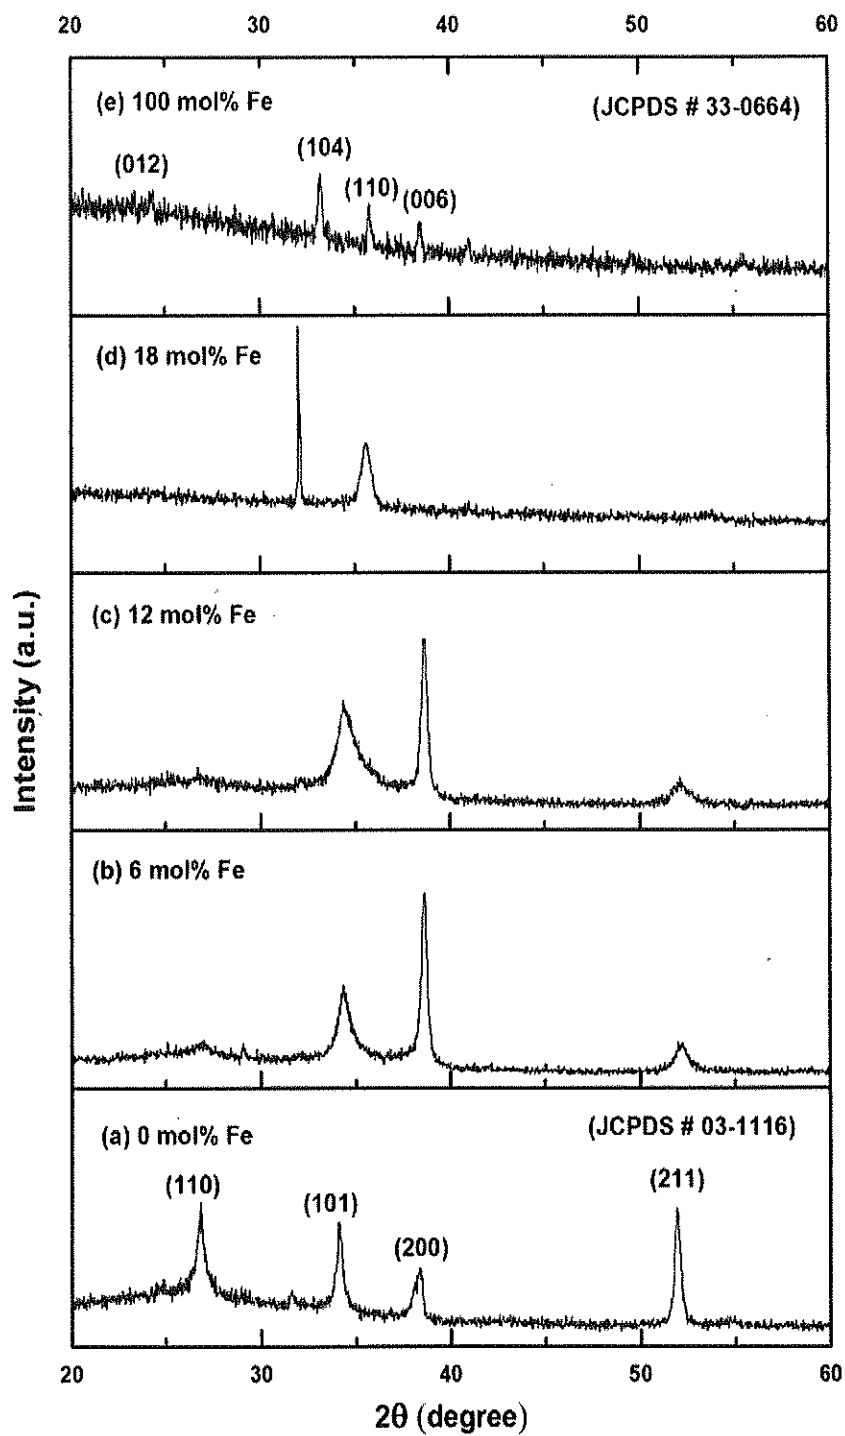 20 30 40 50 60
(e) 100 mol% Fe (JCPDS # 33-0664)
(012) (104) (110) (006)
(d) 18 mol% Fe
(c) 12 mol% Fe
(b) 6 mol% Fe
(a) 0 mol% Fe (JCPDS # 03-1116)
(110) (101) (200) (211)
20 30 40 50 60
2θ (degree)
Intensity (a.u.)